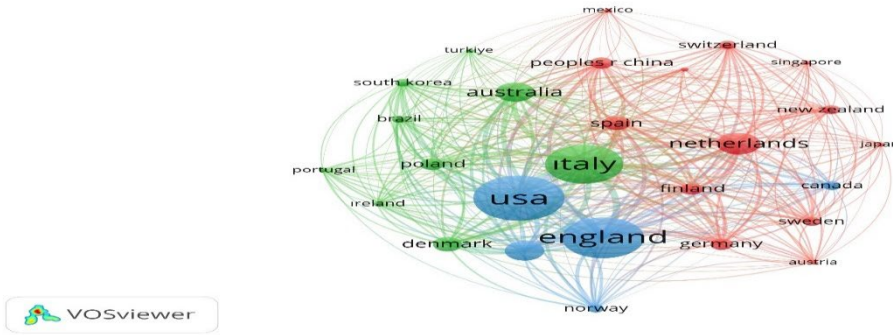 mexico
turkiye
switzerland
peoples r china
singapore
south korea
australia
new zealand
brazil
spain
netherlands
japan
italy
poland
portugal
finland
canada
usa
ireland
sweden
england
denmark
germany
austria
norway
VOSviewer